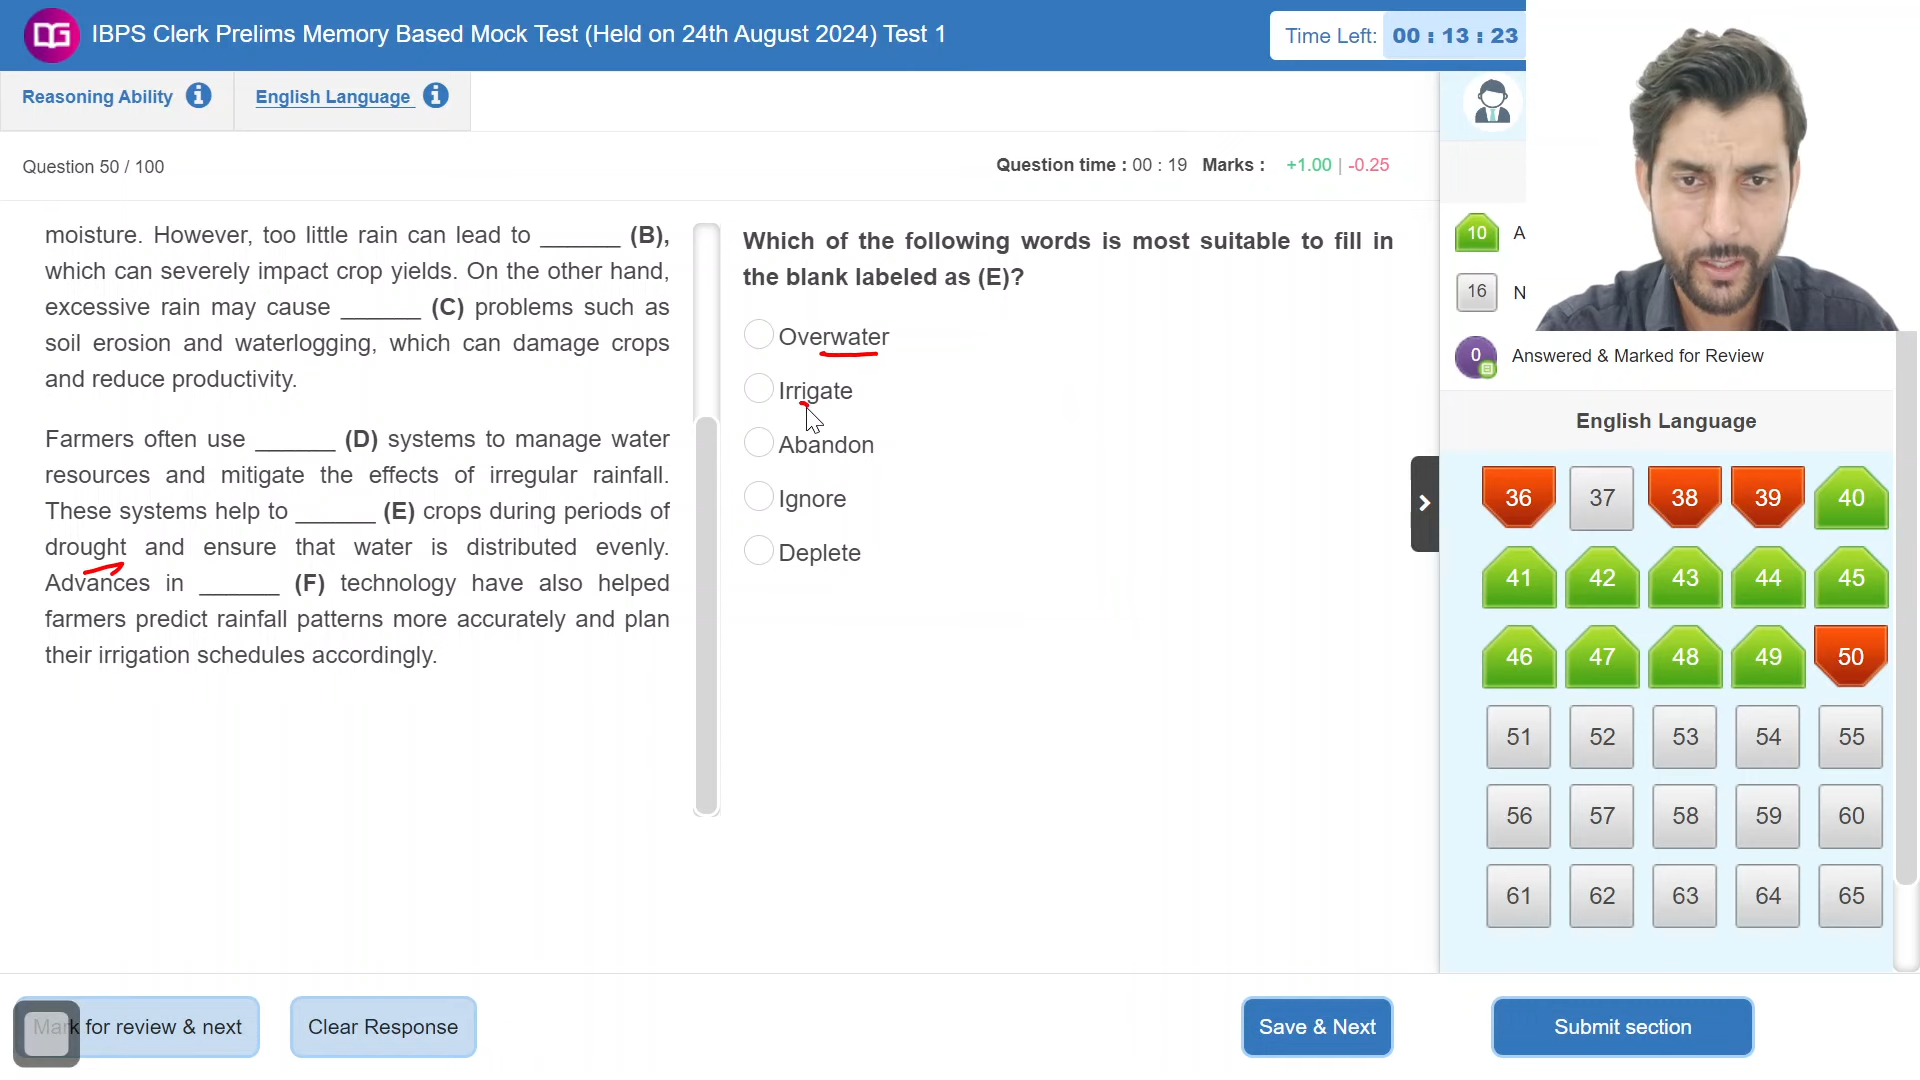 DG
IBPS Clerk Prelims Memory Based Mock Test (Held on 24th August 2024) Test 1
Time Left: 00 : 13 : 23
Reasoning Ability i
English Language i
Question 50 / 100
Question time : 00 : 19 Marks : +1.00 | -0.25
moisture. However, too little rain can lead to ______ (B),
which can severely impact crop yields. On the other hand,
excessive rain may cause ______ (C) problems such as
soil erosion and waterlogging, which can damage crops
and reduce productivity.
Farmers often use ______ (D) systems to manage water
resources and mitigate the effects of irregular rainfall.
These systems help to ______ (E) crops during periods of
drought and ensure that water is distributed evenly.
Advances in ______ (F) technology have also helped
farmers predict rainfall patterns more accurately and plan
their irrigation schedules accordingly.
Which of the following words is most suitable to fill in
the blank labeled as (E)?
Overwater
Irrigate
Abandon
Ignore
Deplete
10 A
16 N
0 Answered & Marked for Review
English Language
36 37 38 39 40
41 42 43 44 45
46 47 48 49 50
51 52 53 54 55
56 57 58 59 60
61 62 63 64 65
Mark for review & next
Clear Response
Save & Next
Submit section